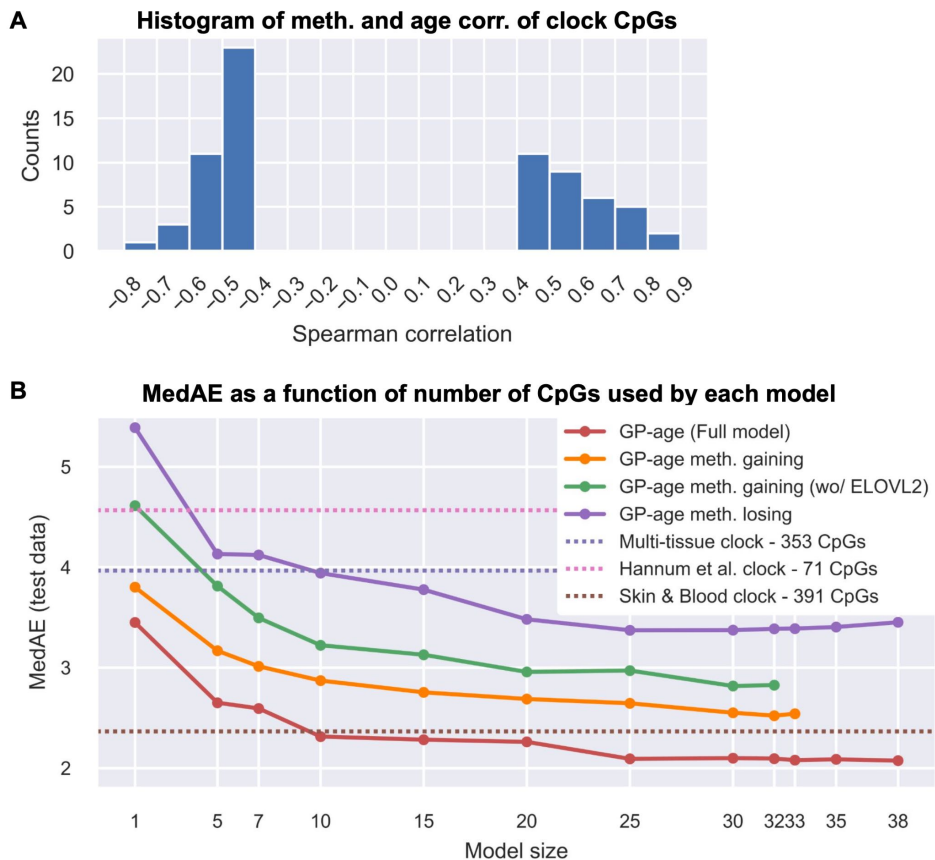 A
Histogram of meth. and age corr. of clock CpGs
Counts
20
15
10
5
0
−0.8 −0.7 −0.6 −0.5 −0.4 −0.3 −0.2 −0.1 0.0 0.1 0.2 0.3 0.4 0.5 0.6 0.7 0.8 0.9
Spearman correlation
B
MedAE as a function of number of CpGs used by each model
MedAE (test data)
5
4
3
2
GP-age (Full model)
GP-age meth. gaining
GP-age meth. gaining (wo/ ELOVL2)
GP-age meth. losing
Multi-tissue clock - 353 CpGs
Hannum et al. clock - 71 CpGs
Skin & Blood clock - 391 CpGs
1 5 7 10 15 20 25 30 3233 35 38
Model size